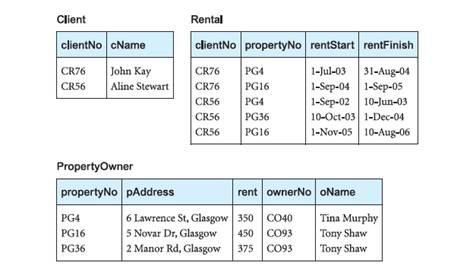 Client
clientNo cName
CR76 John Kay
CR56 Aline Stewart
Rental
clientNo propertyNo rentStart rentFinish
CR76 PG4 1-Jul-03 31-Aug-04
CR76 PG16 1-Sep-04 1-Sep-05
CR56 PG4 1-Sep-02 10-Jun-03
CR56 PG36 10-Oct-03 1-Dec-04
CR56 PG16 1-Nov-05 10-Aug-06
PropertyOwner
propertyNo pAddress rent ownerNo oName
PG4 6 Lawrence St, Glasgow 350 CO40 Tina Murphy
PG16 5 Novar Dr, Glasgow 450 CO93 Tony Shaw
PG36 2 Manor Rd, Glasgow 375 CO93 Tony Shaw